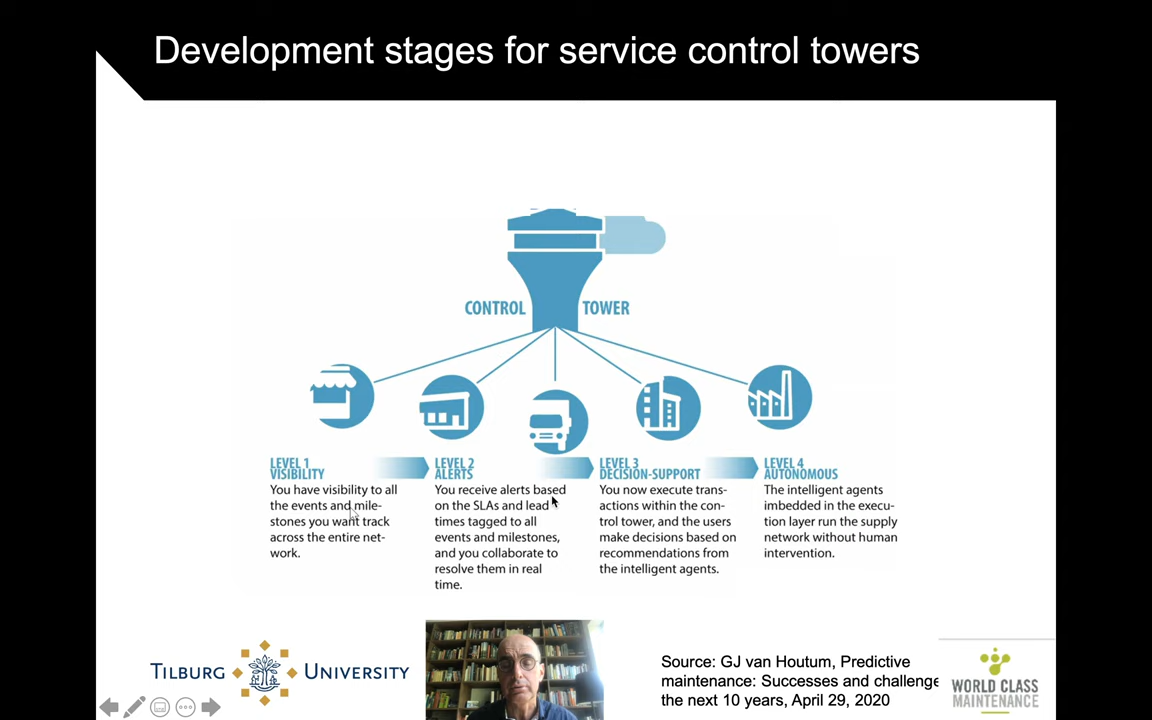 Development stages for service control towers
CONTROL TOWER
LEVEL 1
VISIBILITY
You have visibility to all
the events and mile-
stones you want track
across the entire net-
work.
LEVEL 2
ALERTS
You receive alerts based
on the SLAs and lead
times tagged to all
events and milestones,
and you collaborate to
resolve them in real
time.
LEVEL 3
DECISION-SUPPORT
You now execute trans-
actions within the con-
trol tower, and the users
make decisions based on
recommendations from
the intelligent agents.
LEVEL 4
AUTONOMOUS
The intelligent agents
imbedded in the execu-
tion layer run the supply
network without human
intervention.
TILBURG UNIVERSITY
Source: GJ van Houtum, Predictive
maintenance: Successes and challenge
the next 10 years, April 29, 2020
WORLD CLASS
MAINTENANCE